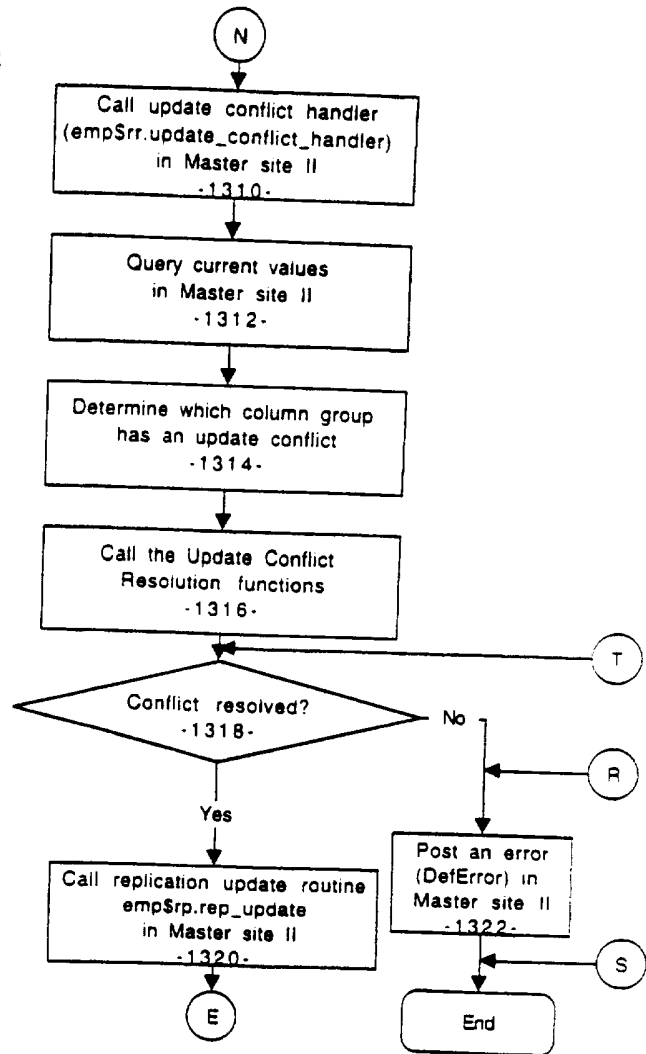 N
Call update conflict handler
(emp$rr.update_conflict_handler)
in Master site II
-1310-
Query current values
in Master site II
-1312-
Determine which column group
has an update conflict
-1314-
Call the Update Conflict
Resolution functions
-1316-
T
Conflict resolved?
-1318-
No
R
Yes
Call replication update routine
emp$rp.rep_update
in Master site II
-1320-
Post an error
(DefError) in
Master site II
-1322-
S
E
End